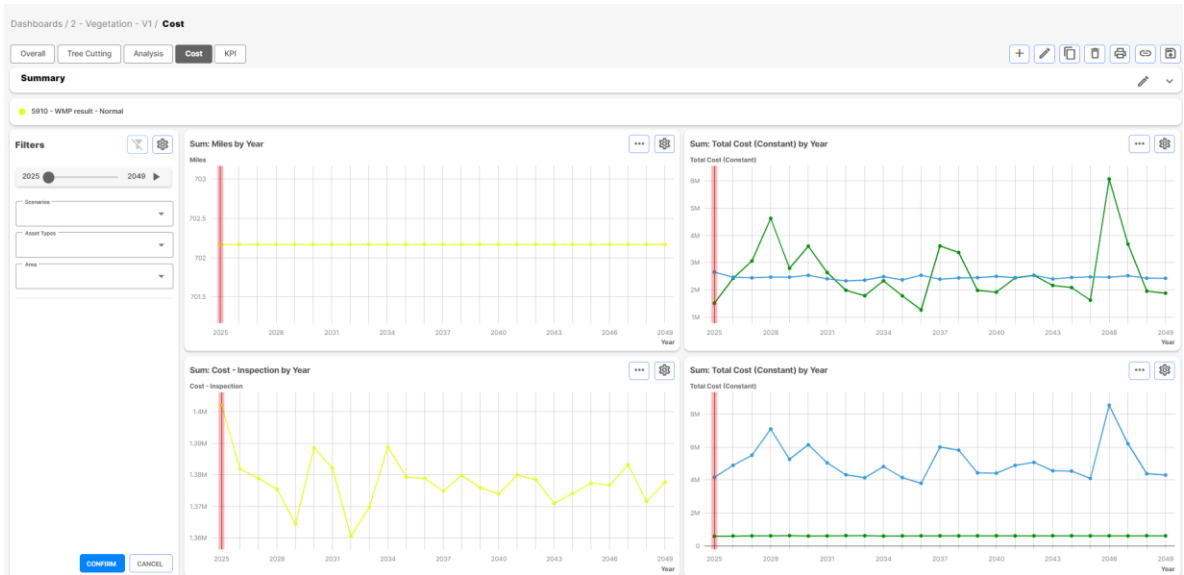 Dashboards / 2 - Vegetation - V1 / Cost
Overall
Tree Cutting
Analysis
Cost
KPI
Summary
5910 - WMP result - Normal
Filters
2025
2049
Scenarios
Asset Types
Area
CONFIRM
CANCEL
Sum: Miles by Year
Miles
703
702.5
702
701.5
2025 2028 2031 2034 2037 2040 2043 2046 2049
Year
Sum: Total Cost (Constant) by Year
Total Cost (Constant)
6M
5M
4M
3M
2M
1M
2025 2028 2031 2034 2037 2040 2043 2046 2049
Year
Sum: Cost - Inspection by Year
Cost - Inspection
1.4M
1.39M
1.38M
1.37M
1.36M
2025 2028 2031 2034 2037 2040 2043 2046 2049
Year
Sum: Total Cost (Constant) by Year
Total Cost (Constant)
8M
6M
4M
2M
0
2025 2028 2031 2034 2037 2040 2043 2046 2049
Year